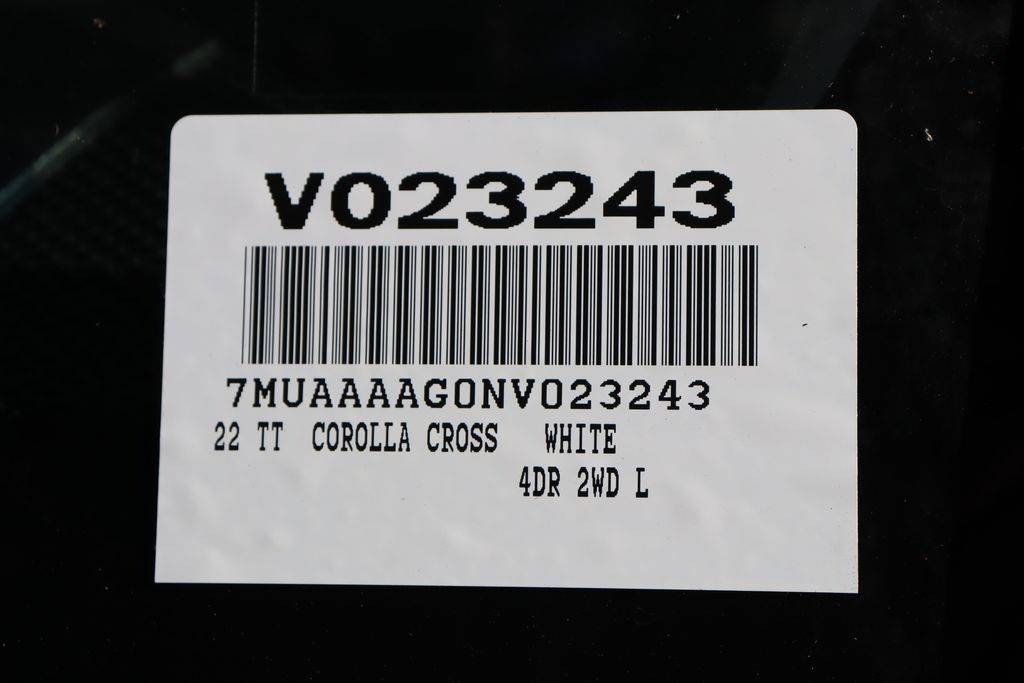 V023243
7MUAAAAG0NV023243
22 TT COROLLA CROSS WHITE
4DR 2WD L